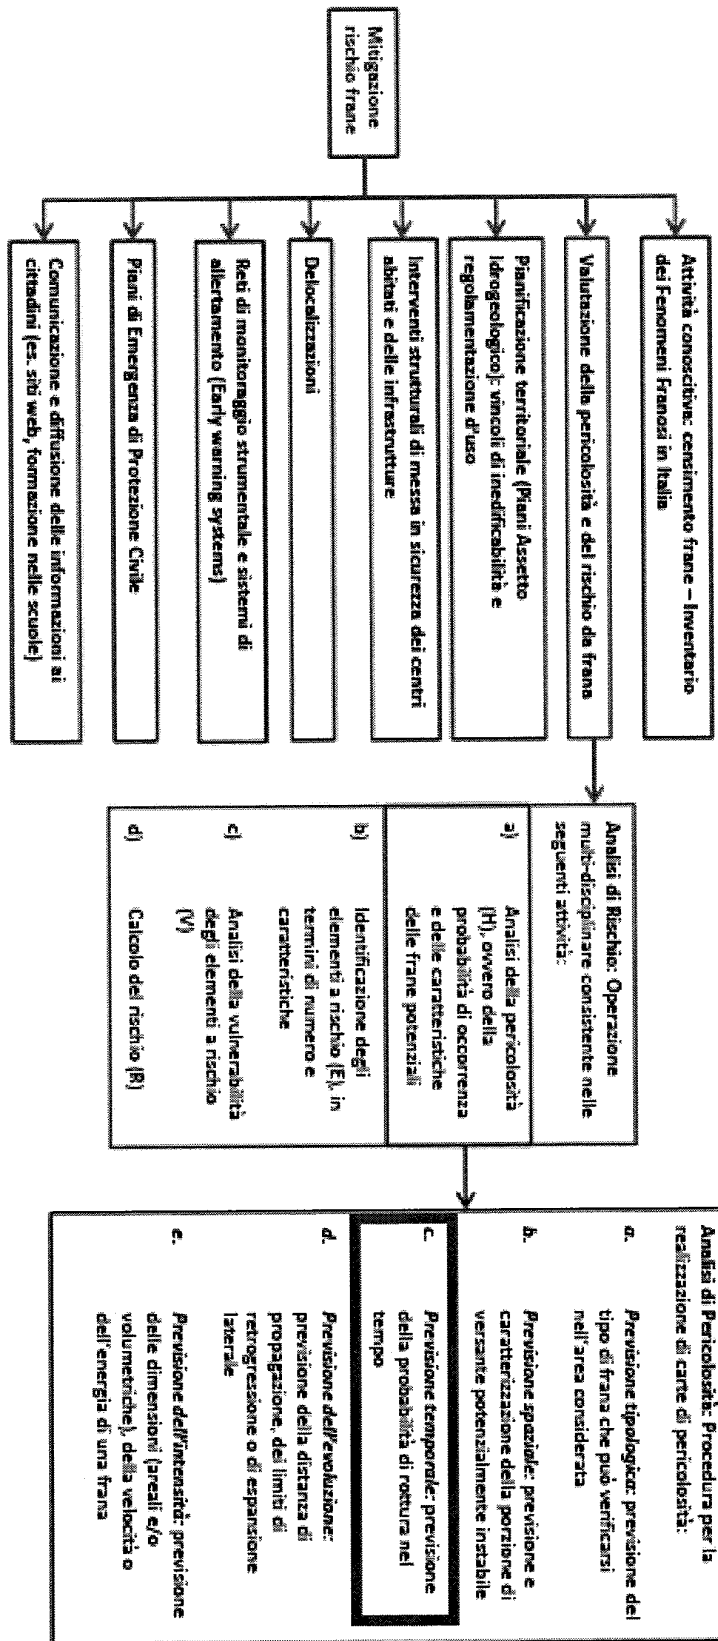 Mitigazione
rischio frane
Attività conoscitiva: censimento frane – Inventario
dei Fenomeni Franosi in Italia
Valutazione della pericolosità e del rischio da frana
Pianificazione territoriale (Piani Assetto
Idrogeologico): vincoli di inedificabilità e
regolamentazione d'uso
Interventi strutturali di messa in sicurezza dei centri
abitati e delle infrastrutture
Delocalizzazioni
Reti di monitoraggio strumentale e sistemi di
allertamento (Early warning systems)
Piani di Emergenza di Protezione Civile
Comunicazione e diffusione delle informazioni ai
cittadini (es. siti web, formazione nelle scuole)
Analisi di Rischio: Operazione
multi-disciplinare consistente nelle
seguenti attività:
a) Analisi della pericolosità
(H), ovvero della
probabilità di occorrenza
e delle caratteristiche
delle frane potenziali
b) Identificazione degli
elementi a rischio (E), in
termini di numero e
caratteristiche
c) Analisi della vulnerabilità
degli elementi a rischio
(V)
d) Calcolo del rischio (R)
Analisi di Pericolosità: Procedura per la
realizzazione di carte di pericolosità:
a. Previsione tipologica: previsione del
tipo di frana che può verificarsi
nell'area considerata
b. Previsione spaziale: previsione e
caratterizzazione della porzione di
versante potenzialmente instabile
c. Previsione temporale: previsione
della probabilità di rottura nel
tempo
d. Previsione dell'evoluzione:
previsione della distanza di
propagazione, dei limiti di
retrogressione o di espansione
laterale
e. Previsione dell'intensità: previsione
delle dimensioni (areali e/o
volumetriche), della velocità o
dell'energia di una frana